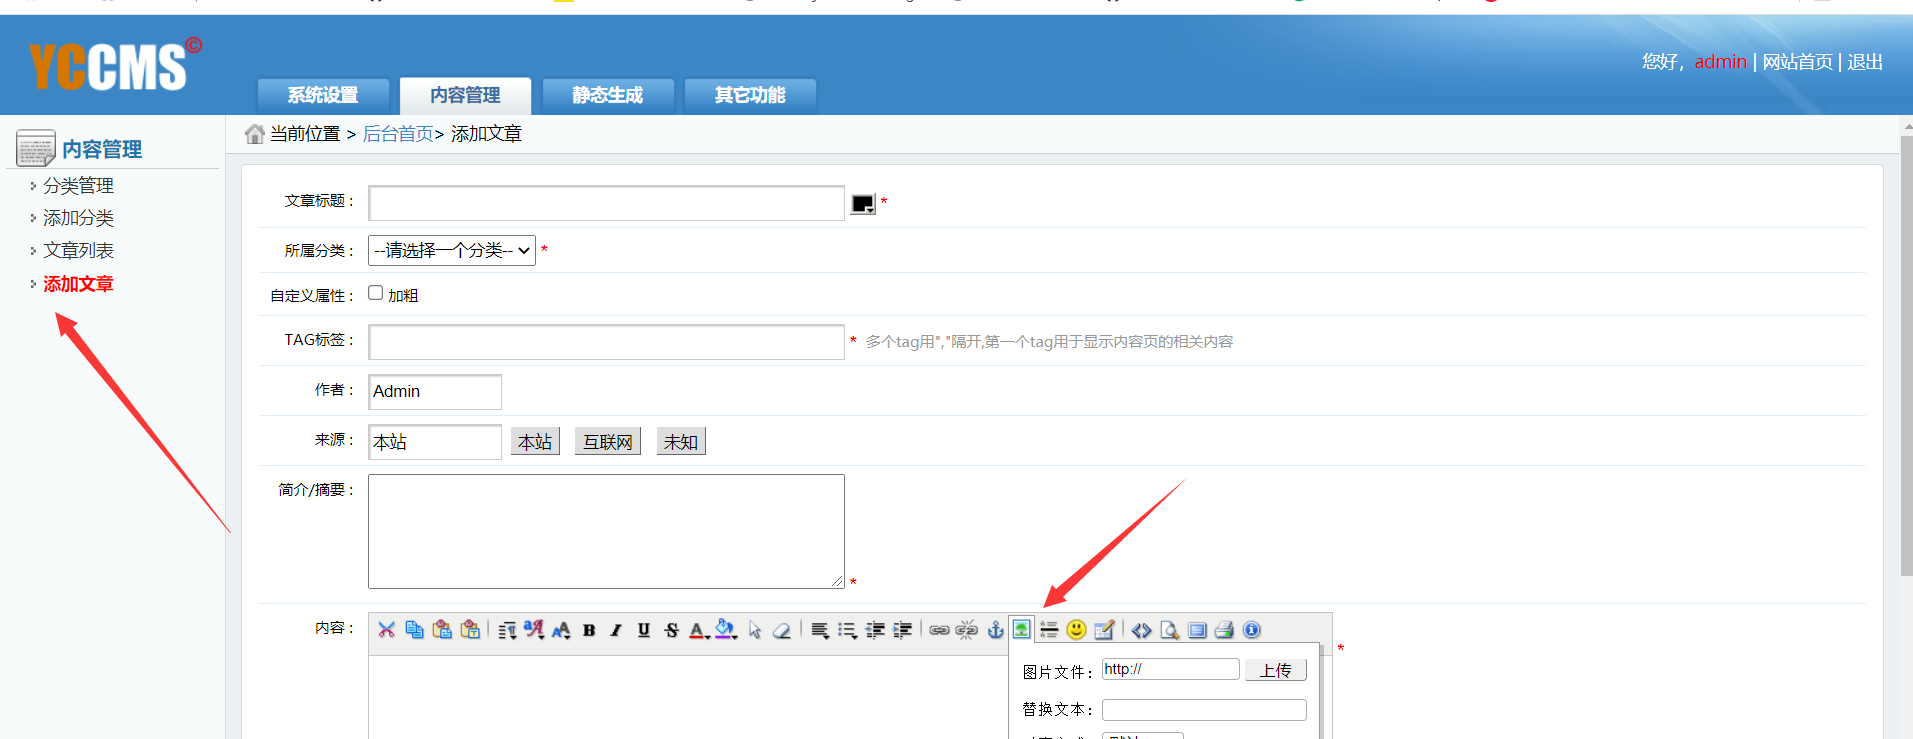 YCCMS©
您好，admin | 网站首页 | 退出
系统设置
内容管理
静态生成
其它功能
内容管理
分类管理
添加分类
文章列表
添加文章
当前位置 > 后台首页> 添加文章
文章标题： *
所属分类： --请选择一个分类-- *
自定义属性： 加粗
TAG标签： * 多个tag用","隔开,第一个tag用于显示内容页的相关内容
作者： Admin
来源： 本站 本站 互联网 未知
简介/摘要： *
内容： *
图片文件： http:// 上传
替换文本：